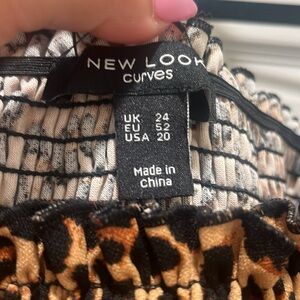 NEW LOOK
curves
UK 24
EU 52
USA 20
Made in
China